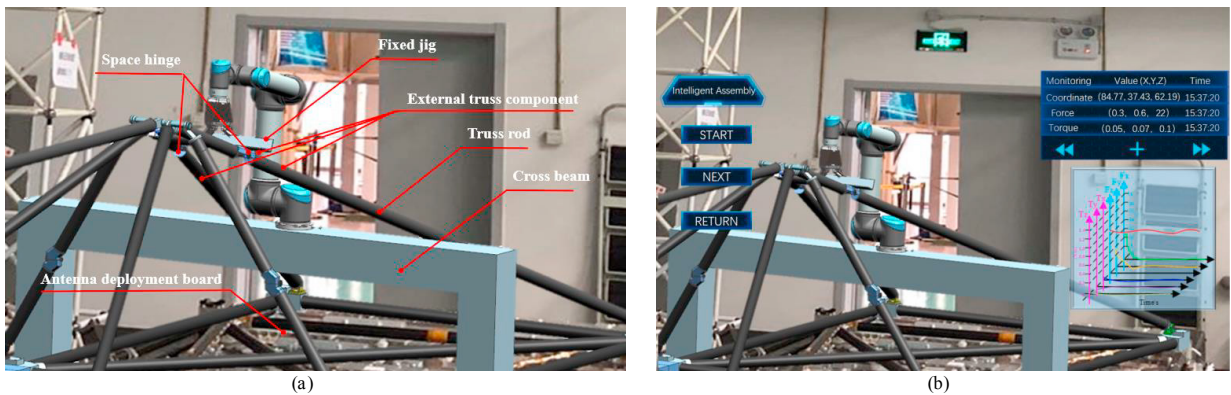 Fixed jig
Space hinge
External truss component
Truss rod
Cross beam
Antenna deployment board
(a)
Intelligent Assembly
START
NEXT
RETURN
Monitoring Value (X,Y,Z) Time
Coordinate (84.77, 37.43, 62.19) 15:37:20
Force (0.3, 0.6, 22) 15:37:20
Torque (0.05, 0.07, 0.1) 15:37:20
Time s
(b)